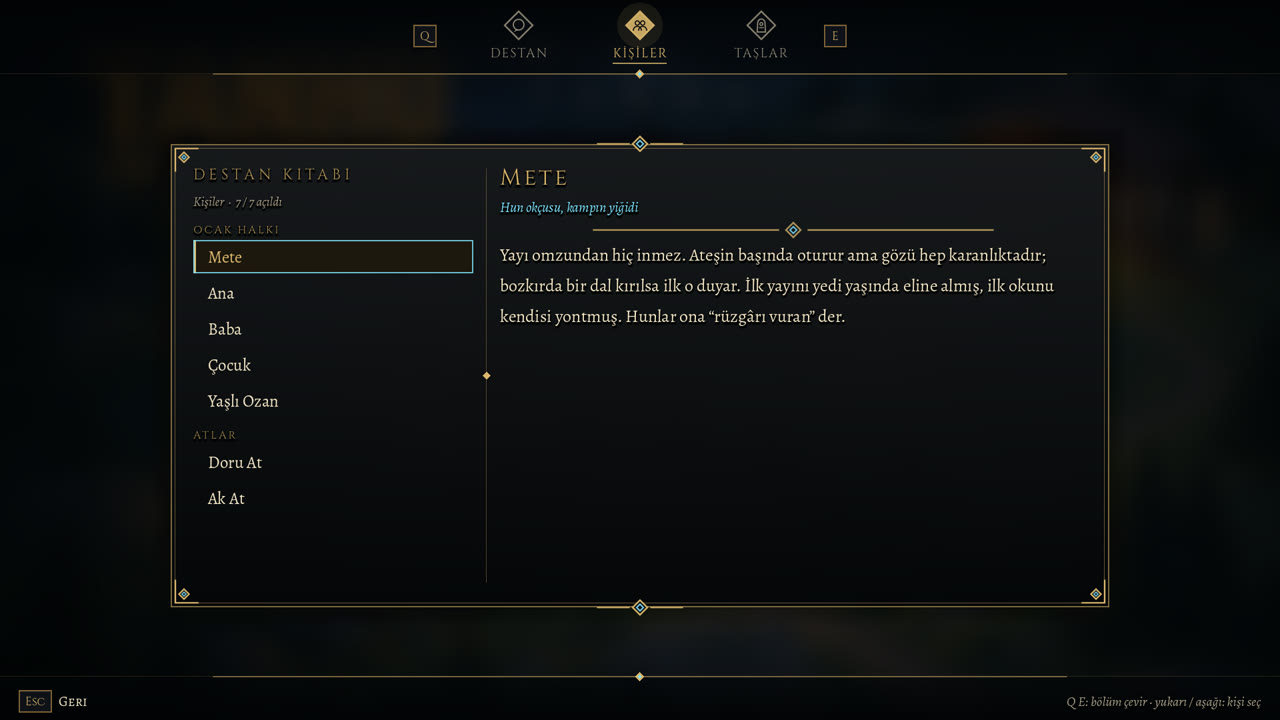 Q
DESTAN
KİŞİLER
TAŞLAR
E
DESTAN KITABI
Kişiler · 7 / 7 açıldı
OCAK HALKI
Mete
Ana
Baba
Çocuk
Yaşlı Ozan
ATLAR
Doru At
Ak At
Mete
Hun okçusu, kampın yiğidi
Yayı omzundan hiç inmez. Ateşin başında oturur ama gözü hep karanlıktadır;
bozkırda bir dal kırılsa ilk o duyar. İlk yayını yedi yaşında eline almış, ilk okunu
kendisi yontmuş. Hunlar ona “rüzgârı vuran” der.
Esc Geri
Q E: bölüm çevir · yukarı / aşağı: kişi seç